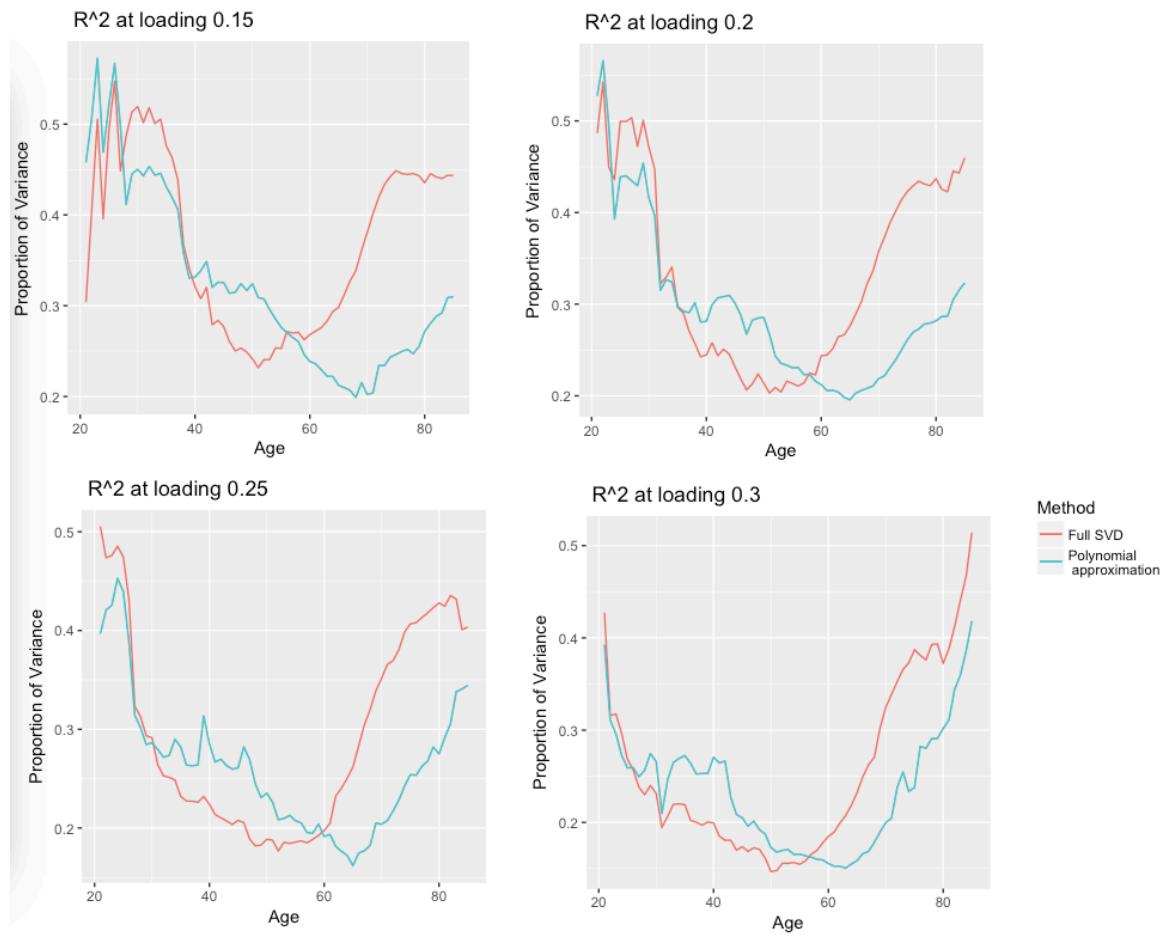 R^2 at loading 0.15
Proportion of Variance
0.5
0.4
0.3
0.2
20 40 60 80
Age
R^2 at loading 0.2
Proportion of Variance
0.5
0.4
0.3
0.2
20 40 60 80
Age
R^2 at loading 0.25
Proportion of Variance
0.5
0.4
0.3
0.2
20 40 60 80
Age
R^2 at loading 0.3
Proportion of Variance
0.5
0.4
0.3
0.2
20 40 60 80
Age
Method
Full SVD
Polynomial
approximation